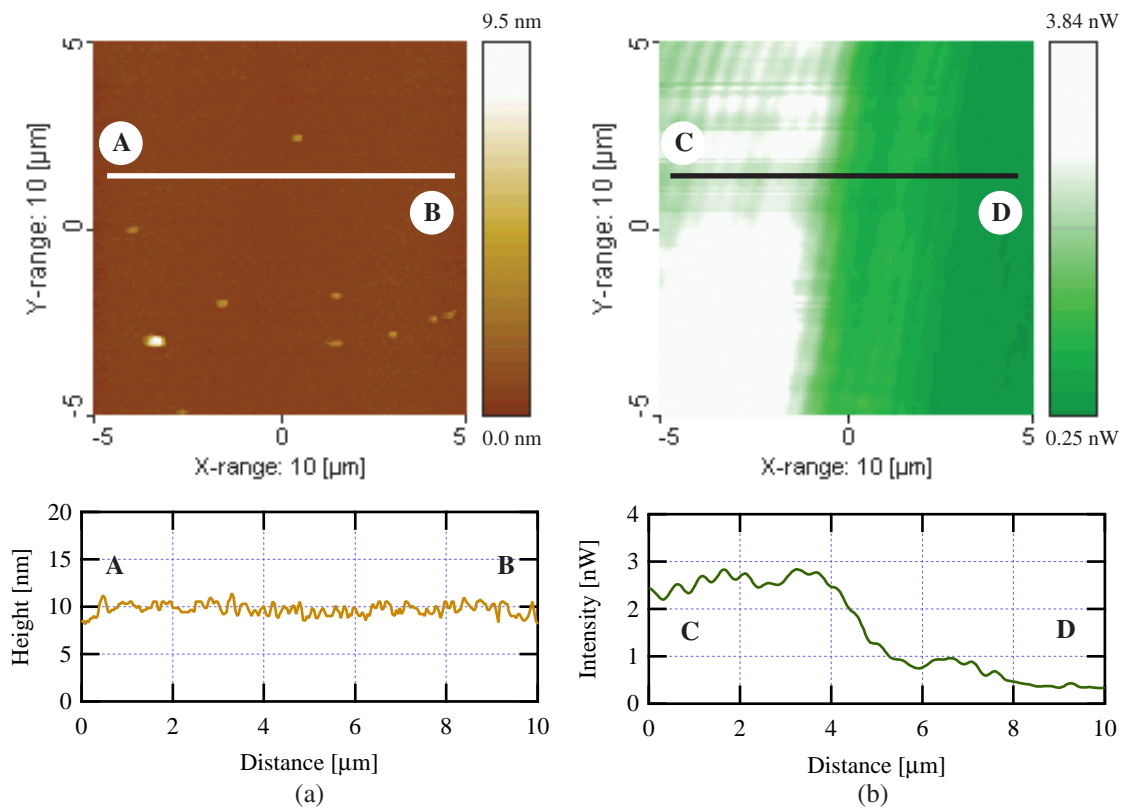 9.5 nm
5
A
B
0
-5
Y-range: 10 [µm]
0.0 nm
-5
0
5
X-range: 10 [µm]
3.84 nW
5
C
D
0
-5
Y-range: 10 [µm]
0.25 nW
-5
0
5
X-range: 10 [µm]
20
15
10
5
0
Height [nm]
A
B
0
2
4
6
8
10
Distance [µm]
(a)
4
3
2
1
0
Intensity [nW]
C
D
0
2
4
6
8
10
Distance [µm]
(b)